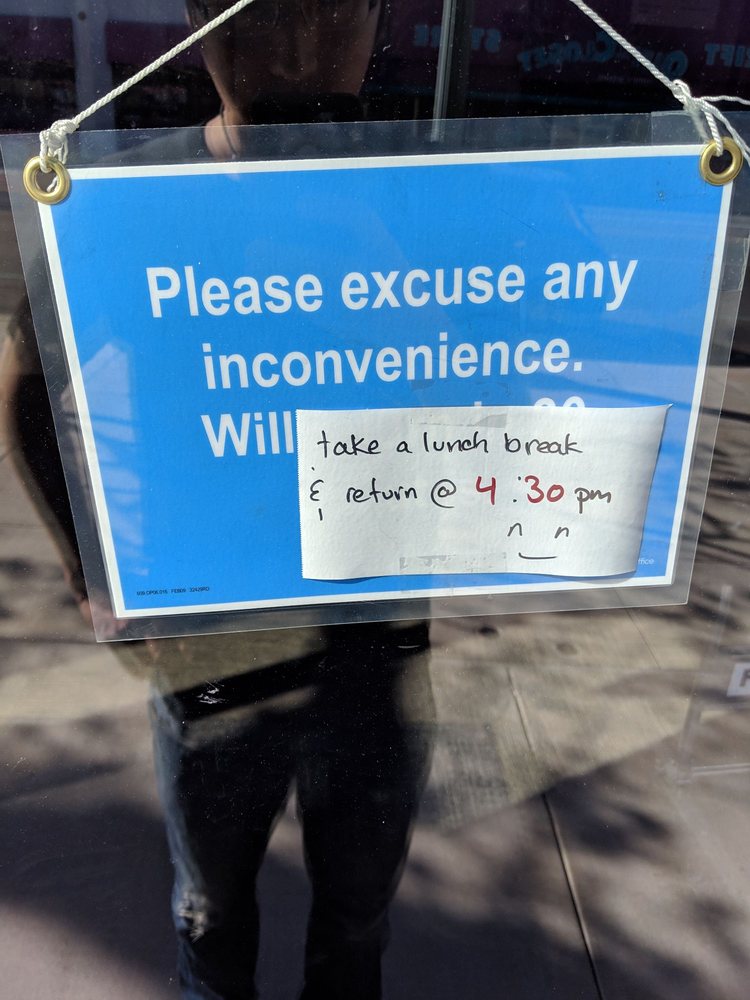 Please excuse any
inconvenience.
Will
take a lunch break
& return @ 4:30 pm